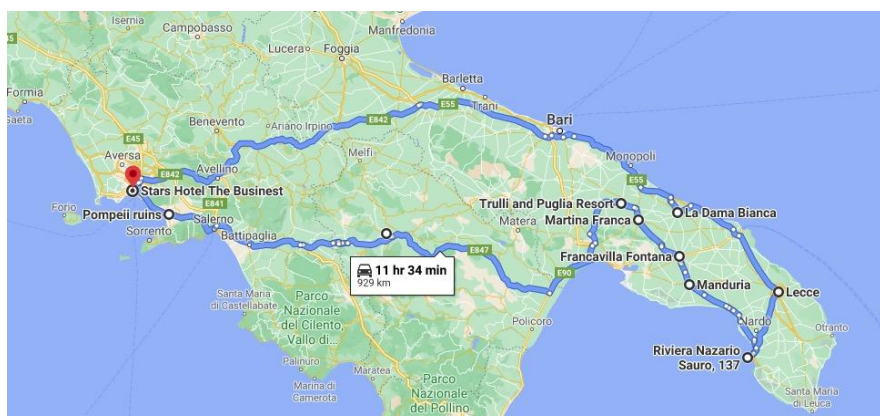 Isernia
Campobasso
Manfredonia
Lucera
Foggia
Formia
Gaeta
Barletta
Trani
E55
E842
Bari
Benevento
Ariano Irpino
E45
Aversa
Melfi
Monopoli
E842
Avellino
E55
Stars Hotel The Businest
Trulli and Puglia Resort
La Dama Bianca
Forio
Pompeii ruins
E841
Salerno
Matera
Martina Franca
Sorrento
Battipaglia
E847
Francavilla Fontana
11 hr 34 min
929 km
E90
Manduria
Lecce
Santa Maria
di Castellabate
Parco
Nazionale
del Cilento,
Vallo di...
Policoro
Nardo
Otranto
Riviera Nazario
Sauro, 137
Palinuro
Maratea
Marina di
Camerota
Parco
Nazionale
del Pollino
Santa Maria
di Leuca